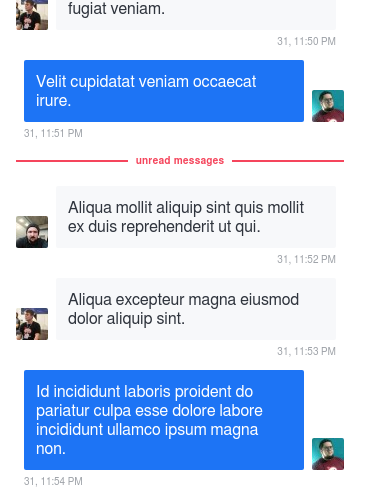 fugiat veniam.
31, 11:50 PM
Velit cupidatat veniam occaecat
irure.
31, 11:51 PM
unread messages
Aliqua mollit aliquip sint quis mollit
ex duis reprehenderit ut qui.
31, 11:52 PM
Aliqua excepteur magna eiusmod
dolor aliquip sint.
31, 11:53 PM
Id incididunt laboris proident do
pariatur culpa esse dolore labore
incididunt ullamco ipsum magna
non.
31, 11:54 PM